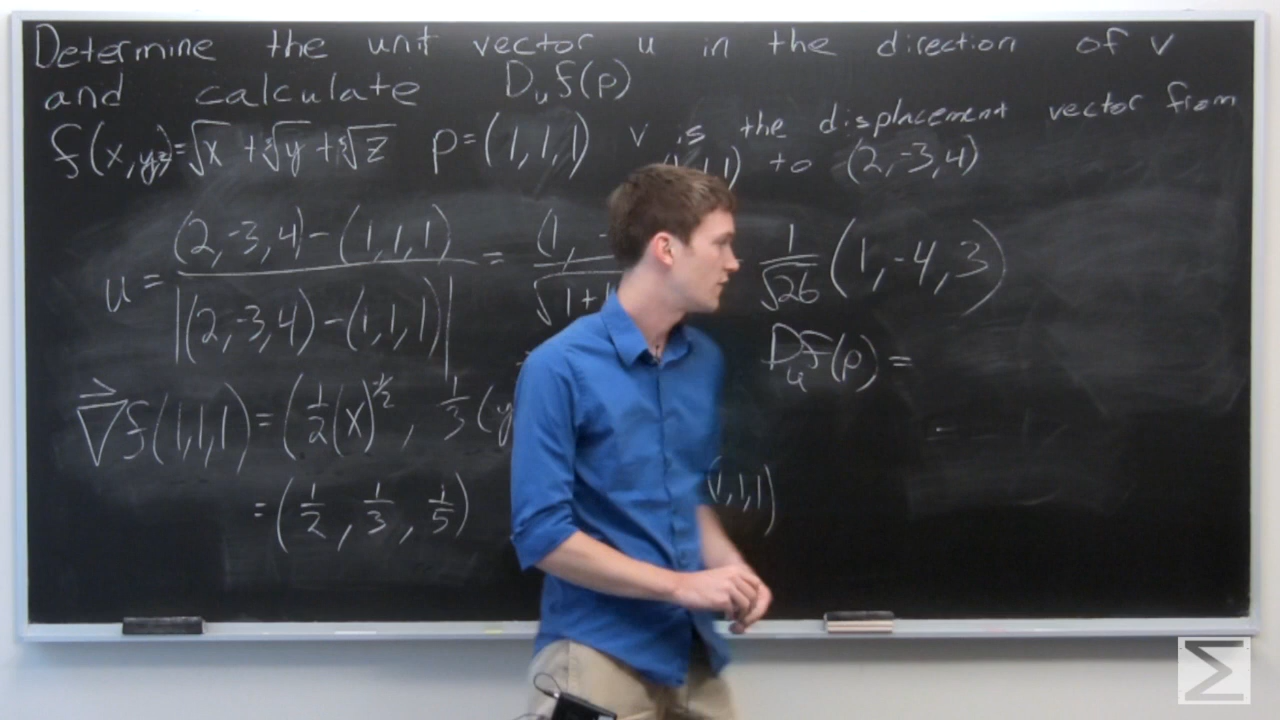 Determine the unit vector u in the direction of v
and calculate D_u f(p)
f(x,y,z)=√x + ∛y + ⁵√z p=(1,1,1) v is the displacement vector from
to (2,-3,4)
u = ((2,-3,4)-(1,1,1)) / |(2,-3,4)-(1,1,1)| = (1,- / √1+1 1/√26 (1,-4,3)
D_u f(p) =
∇f(1,1,1)=(1/2(x)^-1/2, 1/3(y
=(1/2, 1/3, 1/5) 1,1)
Σ